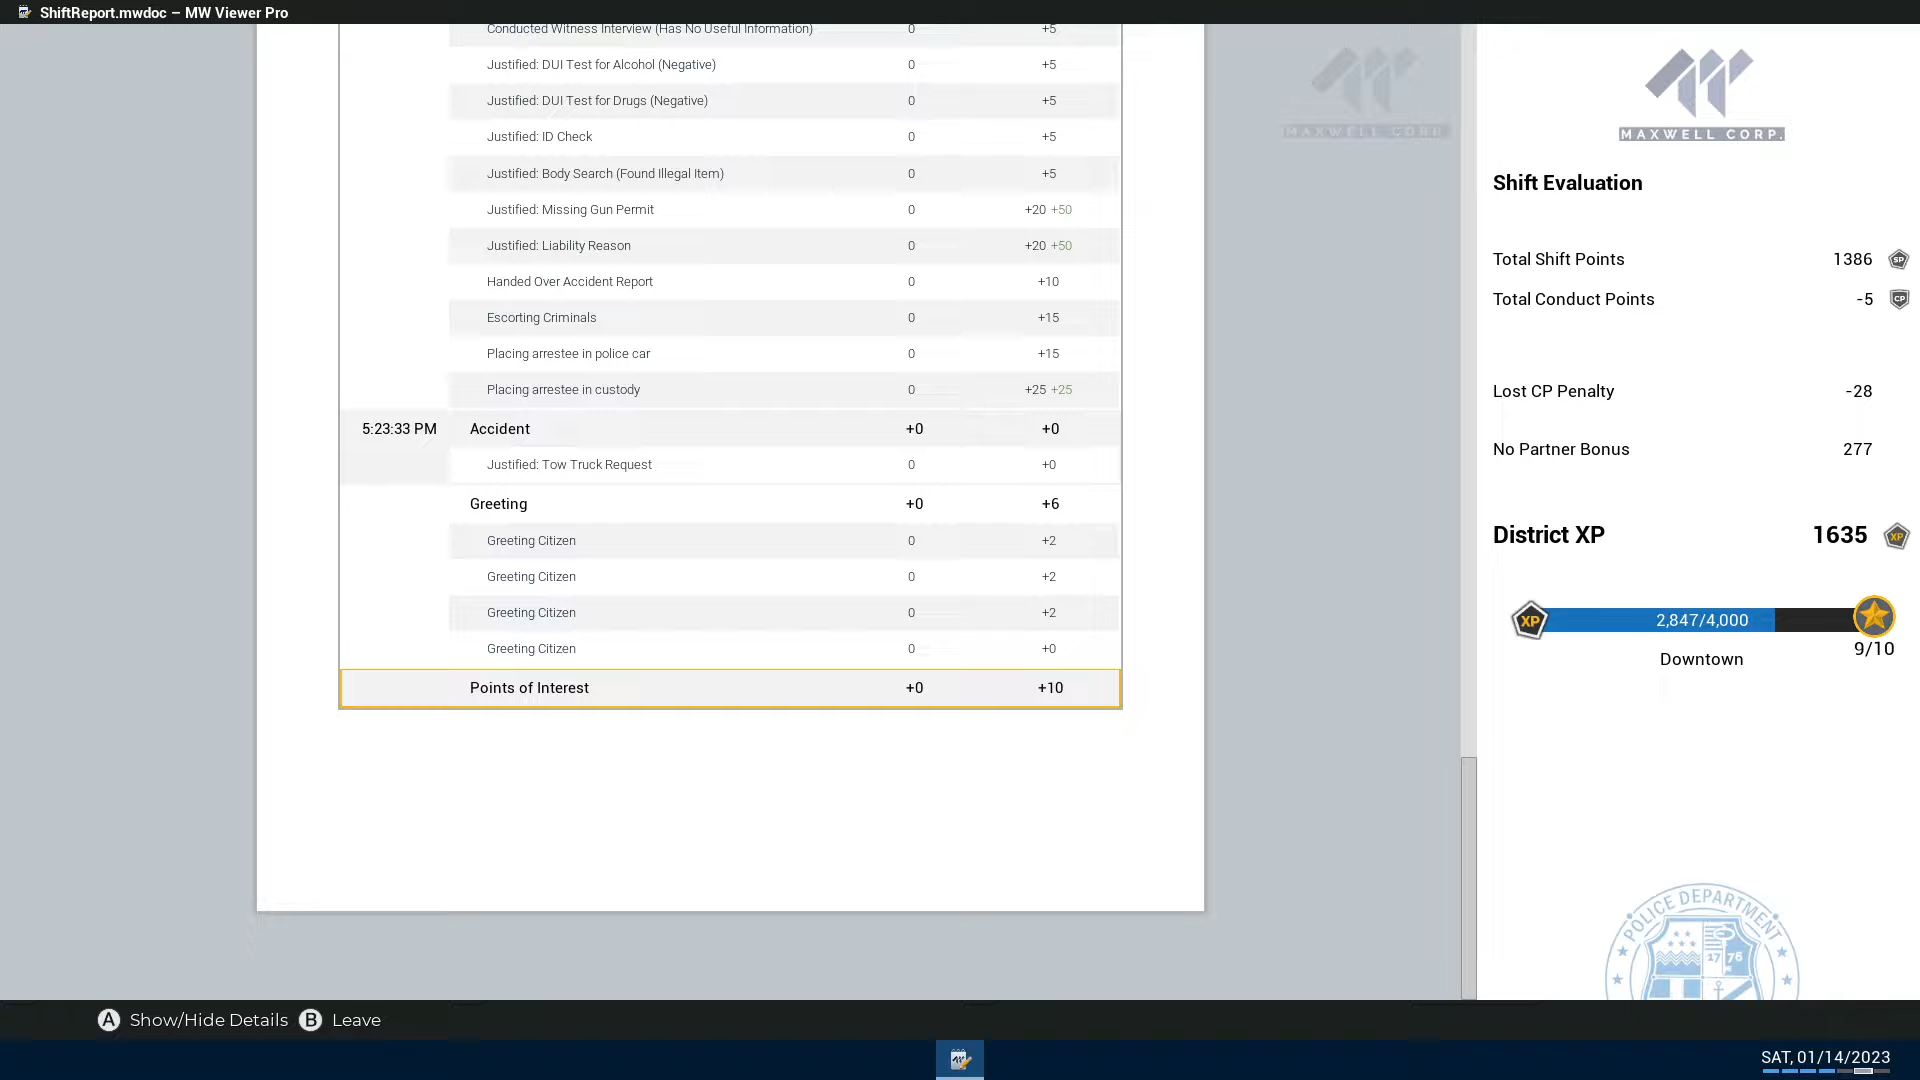 ShiftReport.mwdoc – MW Viewer Pro
Conducted Witness Interview (Has No Useful Information) 0 +5
Justified: DUI Test for Alcohol (Negative) 0 +5
Justified: DUI Test for Drugs (Negative) 0 +5
Justified: ID Check 0 +5
Justified: Body Search (Found Illegal Item) 0 +5
Justified: Missing Gun Permit 0 +20 +50
Justified: Liability Reason 0 +20 +50
Handed Over Accident Report 0 +10
Escorting Criminals 0 +15
Placing arrestee in police car 0 +15
Placing arrestee in custody 0 +25 +25
5:23:33 PM Accident +0 +0
Justified: Tow Truck Request 0 +0
Greeting +0 +6
Greeting Citizen 0 +2
Greeting Citizen 0 +2
Greeting Citizen 0 +2
Greeting Citizen 0 +0
Points of Interest +0 +10
MAXWELL CORP
MAXWELL CORP.
Shift Evaluation
Total Shift Points 1386 SP
Total Conduct Points -5 CP
Lost CP Penalty -28
No Partner Bonus 277
District XP 1635 XP
XP 2,847/4,000
9/10
Downtown
POLICE DEPARTMENT
17 76
A Show/Hide Details B Leave
SAT, 01/14/2023